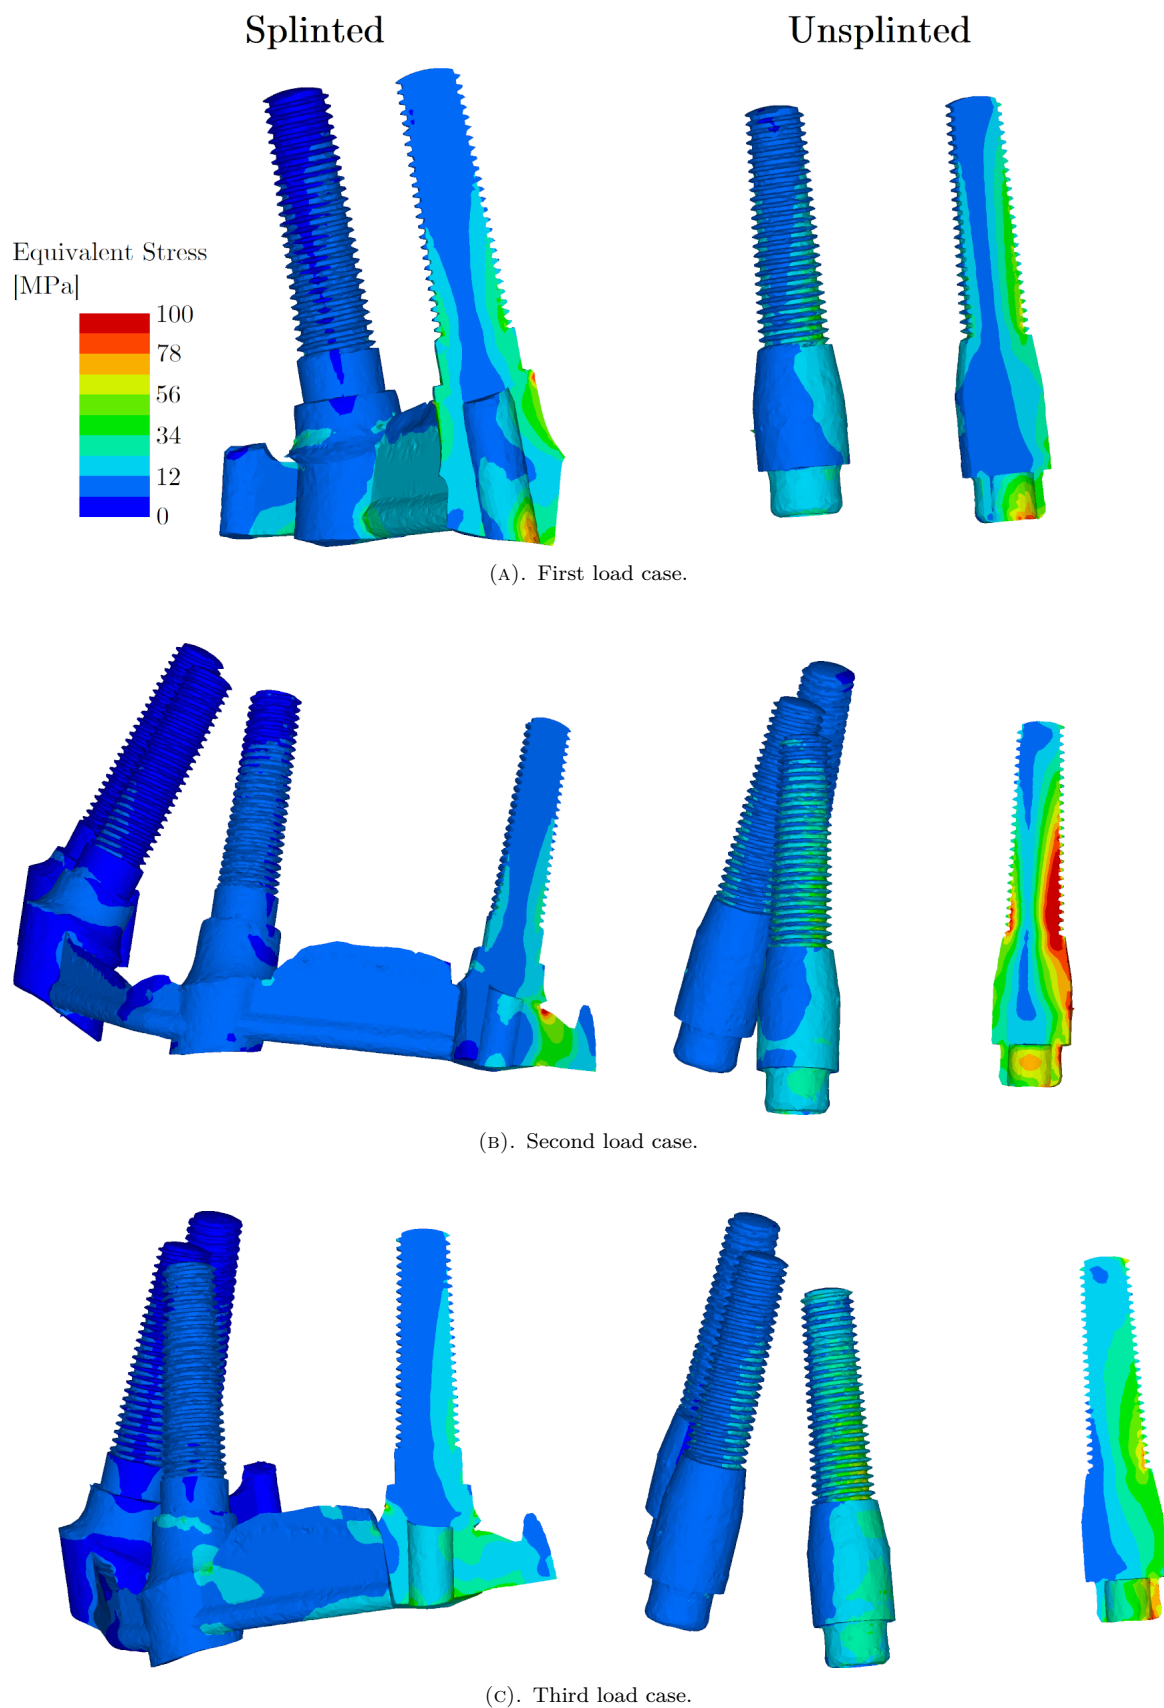 Splinted
Unsplinted
Equivalent Stress
[MPa]
100
78
56
34
12
0
(A). First load case.
(B). Second load case.
(C). Third load case.